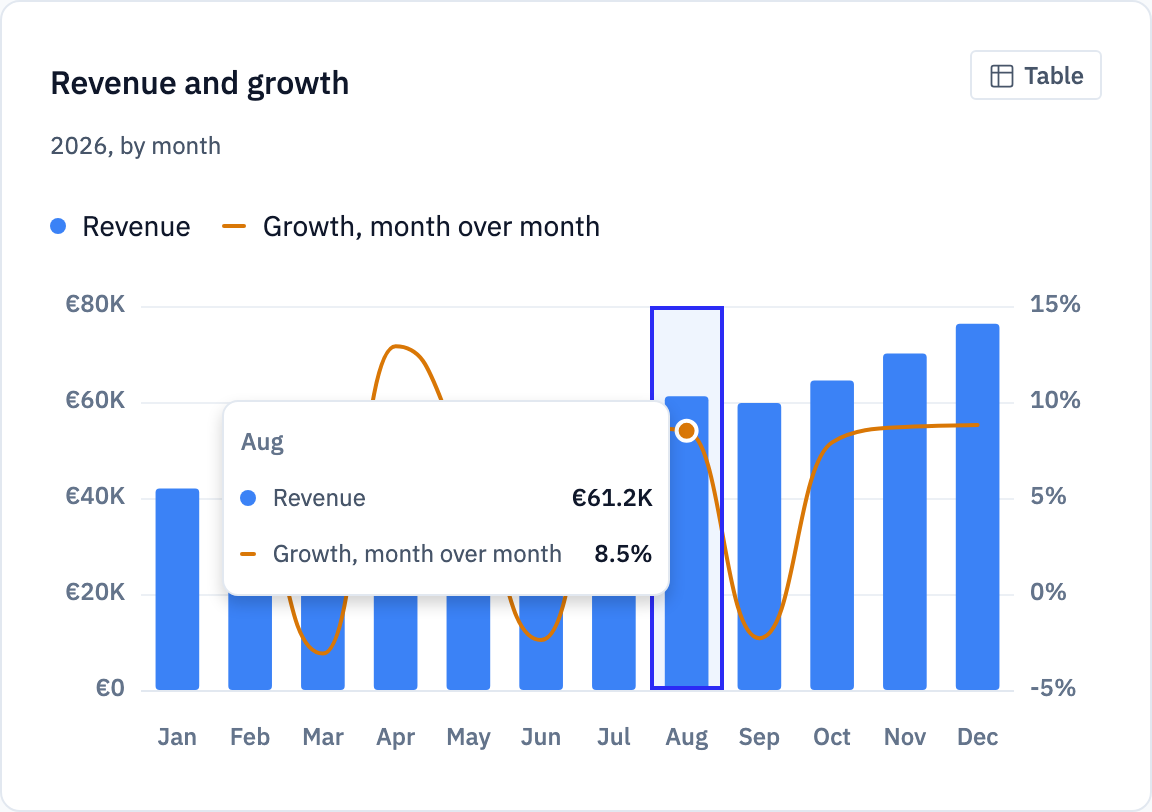 Revenue and growth
Table
2026, by month
Revenue
Growth, month over month
€80K
15%
€60K
10%
€40K
5%
€20K
0%
€0
-5%
Aug
Revenue €61.2K
Growth, month over month 8.5%
Jan Feb Mar Apr May Jun Jul Aug Sep Oct Nov Dec